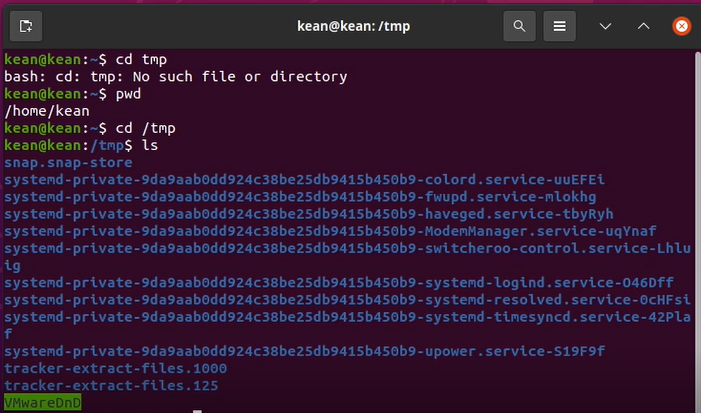 kean@kean: /tmp
kean@kean:~$ cd tmp
bash: cd: tmp: No such file or directory
kean@kean:~$ pwd
/home/kean
kean@kean:~$ cd /tmp
kean@kean:/tmp$ ls
snap.snap-store
systemd-private-9da9aab0dd924c38be25db9415b450b9-colord.service-uuEFEi
systemd-private-9da9aab0dd924c38be25db9415b450b9-fwupd.service-mlokhg
systemd-private-9da9aab0dd924c38be25db9415b450b9-haveged.service-tbyRyh
systemd-private-9da9aab0dd924c38be25db9415b450b9-ModemManager.service-uqYnaf
systemd-private-9da9aab0dd924c38be25db9415b450b9-switcheroo-control.service-Lhlu
ig
systemd-private-9da9aab0dd924c38be25db9415b450b9-systemd-logind.service-O46Dff
systemd-private-9da9aab0dd924c38be25db9415b450b9-systemd-resolved.service-0cHFsi
systemd-private-9da9aab0dd924c38be25db9415b450b9-systemd-timesyncd.service-42Pla
f
systemd-private-9da9aab0dd924c38be25db9415b450b9-upower.service-S19F9f
tracker-extract-files.1000
tracker-extract-files.125
VMwareDnD